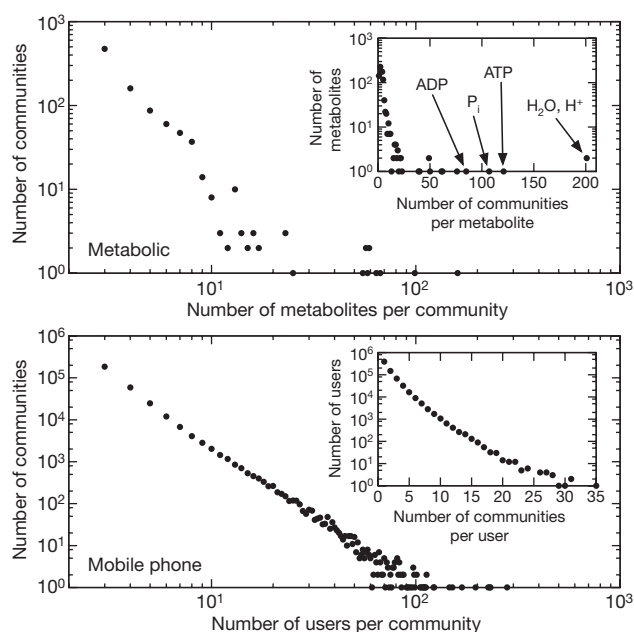 10³
10²
10¹
10⁰
Number of communities
Metabolic
10¹
10²
10³
Number of metabolites per community
10³
10²
10¹
10⁰
Number of
metabolites
ADP
Pᵢ
ATP
H₂O, H⁺
0
50
100
150
200
Number of communities
per metabolite
10⁶
10⁵
10⁴
10³
10²
10¹
10⁰
Number of communities
Mobile phone
10¹
10²
10³
Number of users per community
10⁶
10⁵
10⁴
10³
10²
10¹
10⁰
Number of users
0
5
10
15
20
25
30
35
Number of communities
per user